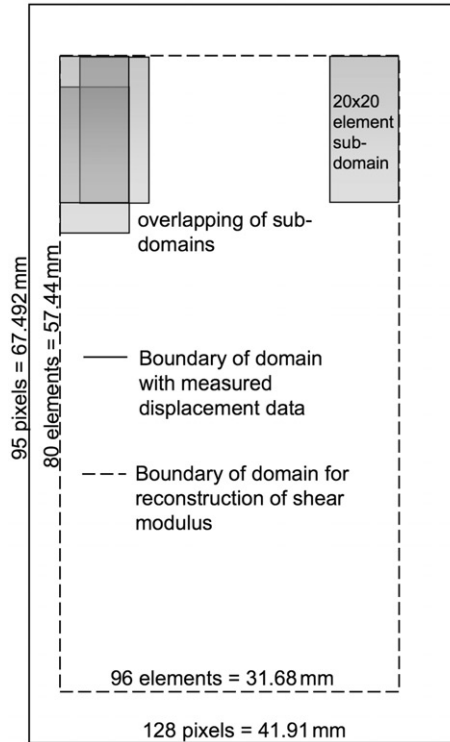 20x20
element
sub-
domain
overlapping of sub-
domains
95 pixels = 67.492 mm
80 elements = 57.44 mm
Boundary of domain
with measured
displacement data
Boundary of domain for
reconstruction of shear
modulus
96 elements = 31.68 mm
128 pixels = 41.91 mm